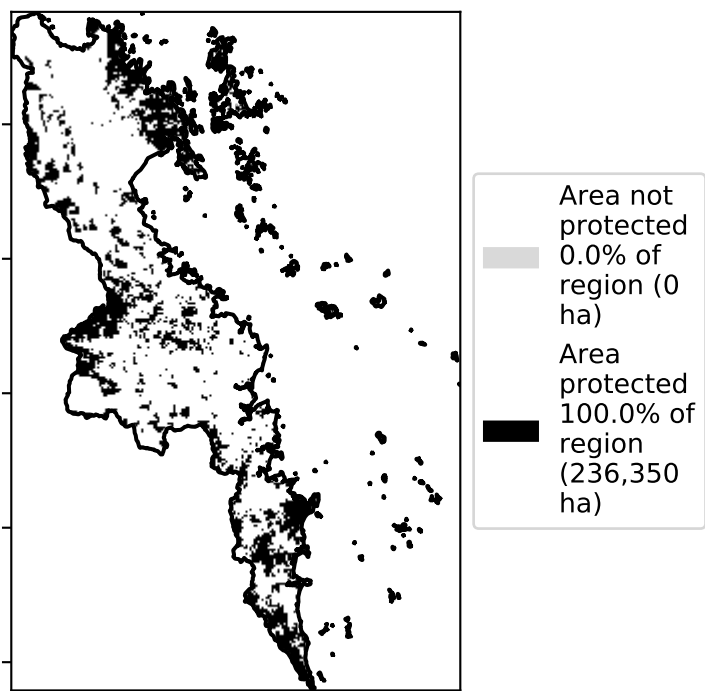 Area not
protected
0.0% of
region (0
ha)
Area
protected
100.0% of
region
(236,350
ha)